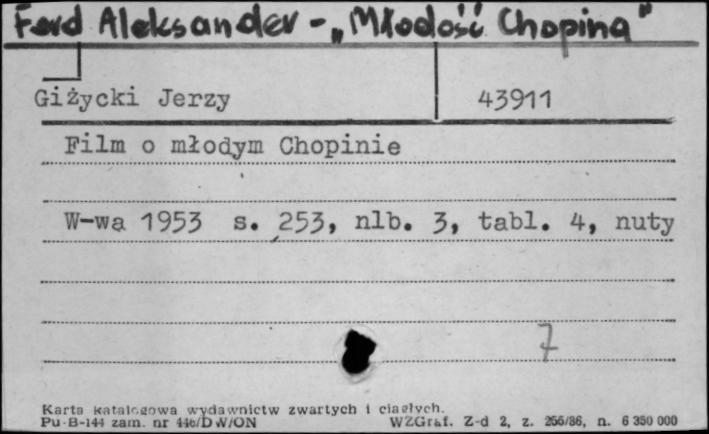 Ford Aleksander - „Młodość Chopina"
Giżycki Jerzy 43911
Film o młodym Chopinie
W-wa 1953 s. 253, nlb. 3, tabl. 4, nuty
7
Karta katalogowa wydawnictw zwartych i ciągłych.
Pu-B-144 zam. nr 446/DW/ON WZGraf. Z-d 2, z. 266/86, n. 6 350 000